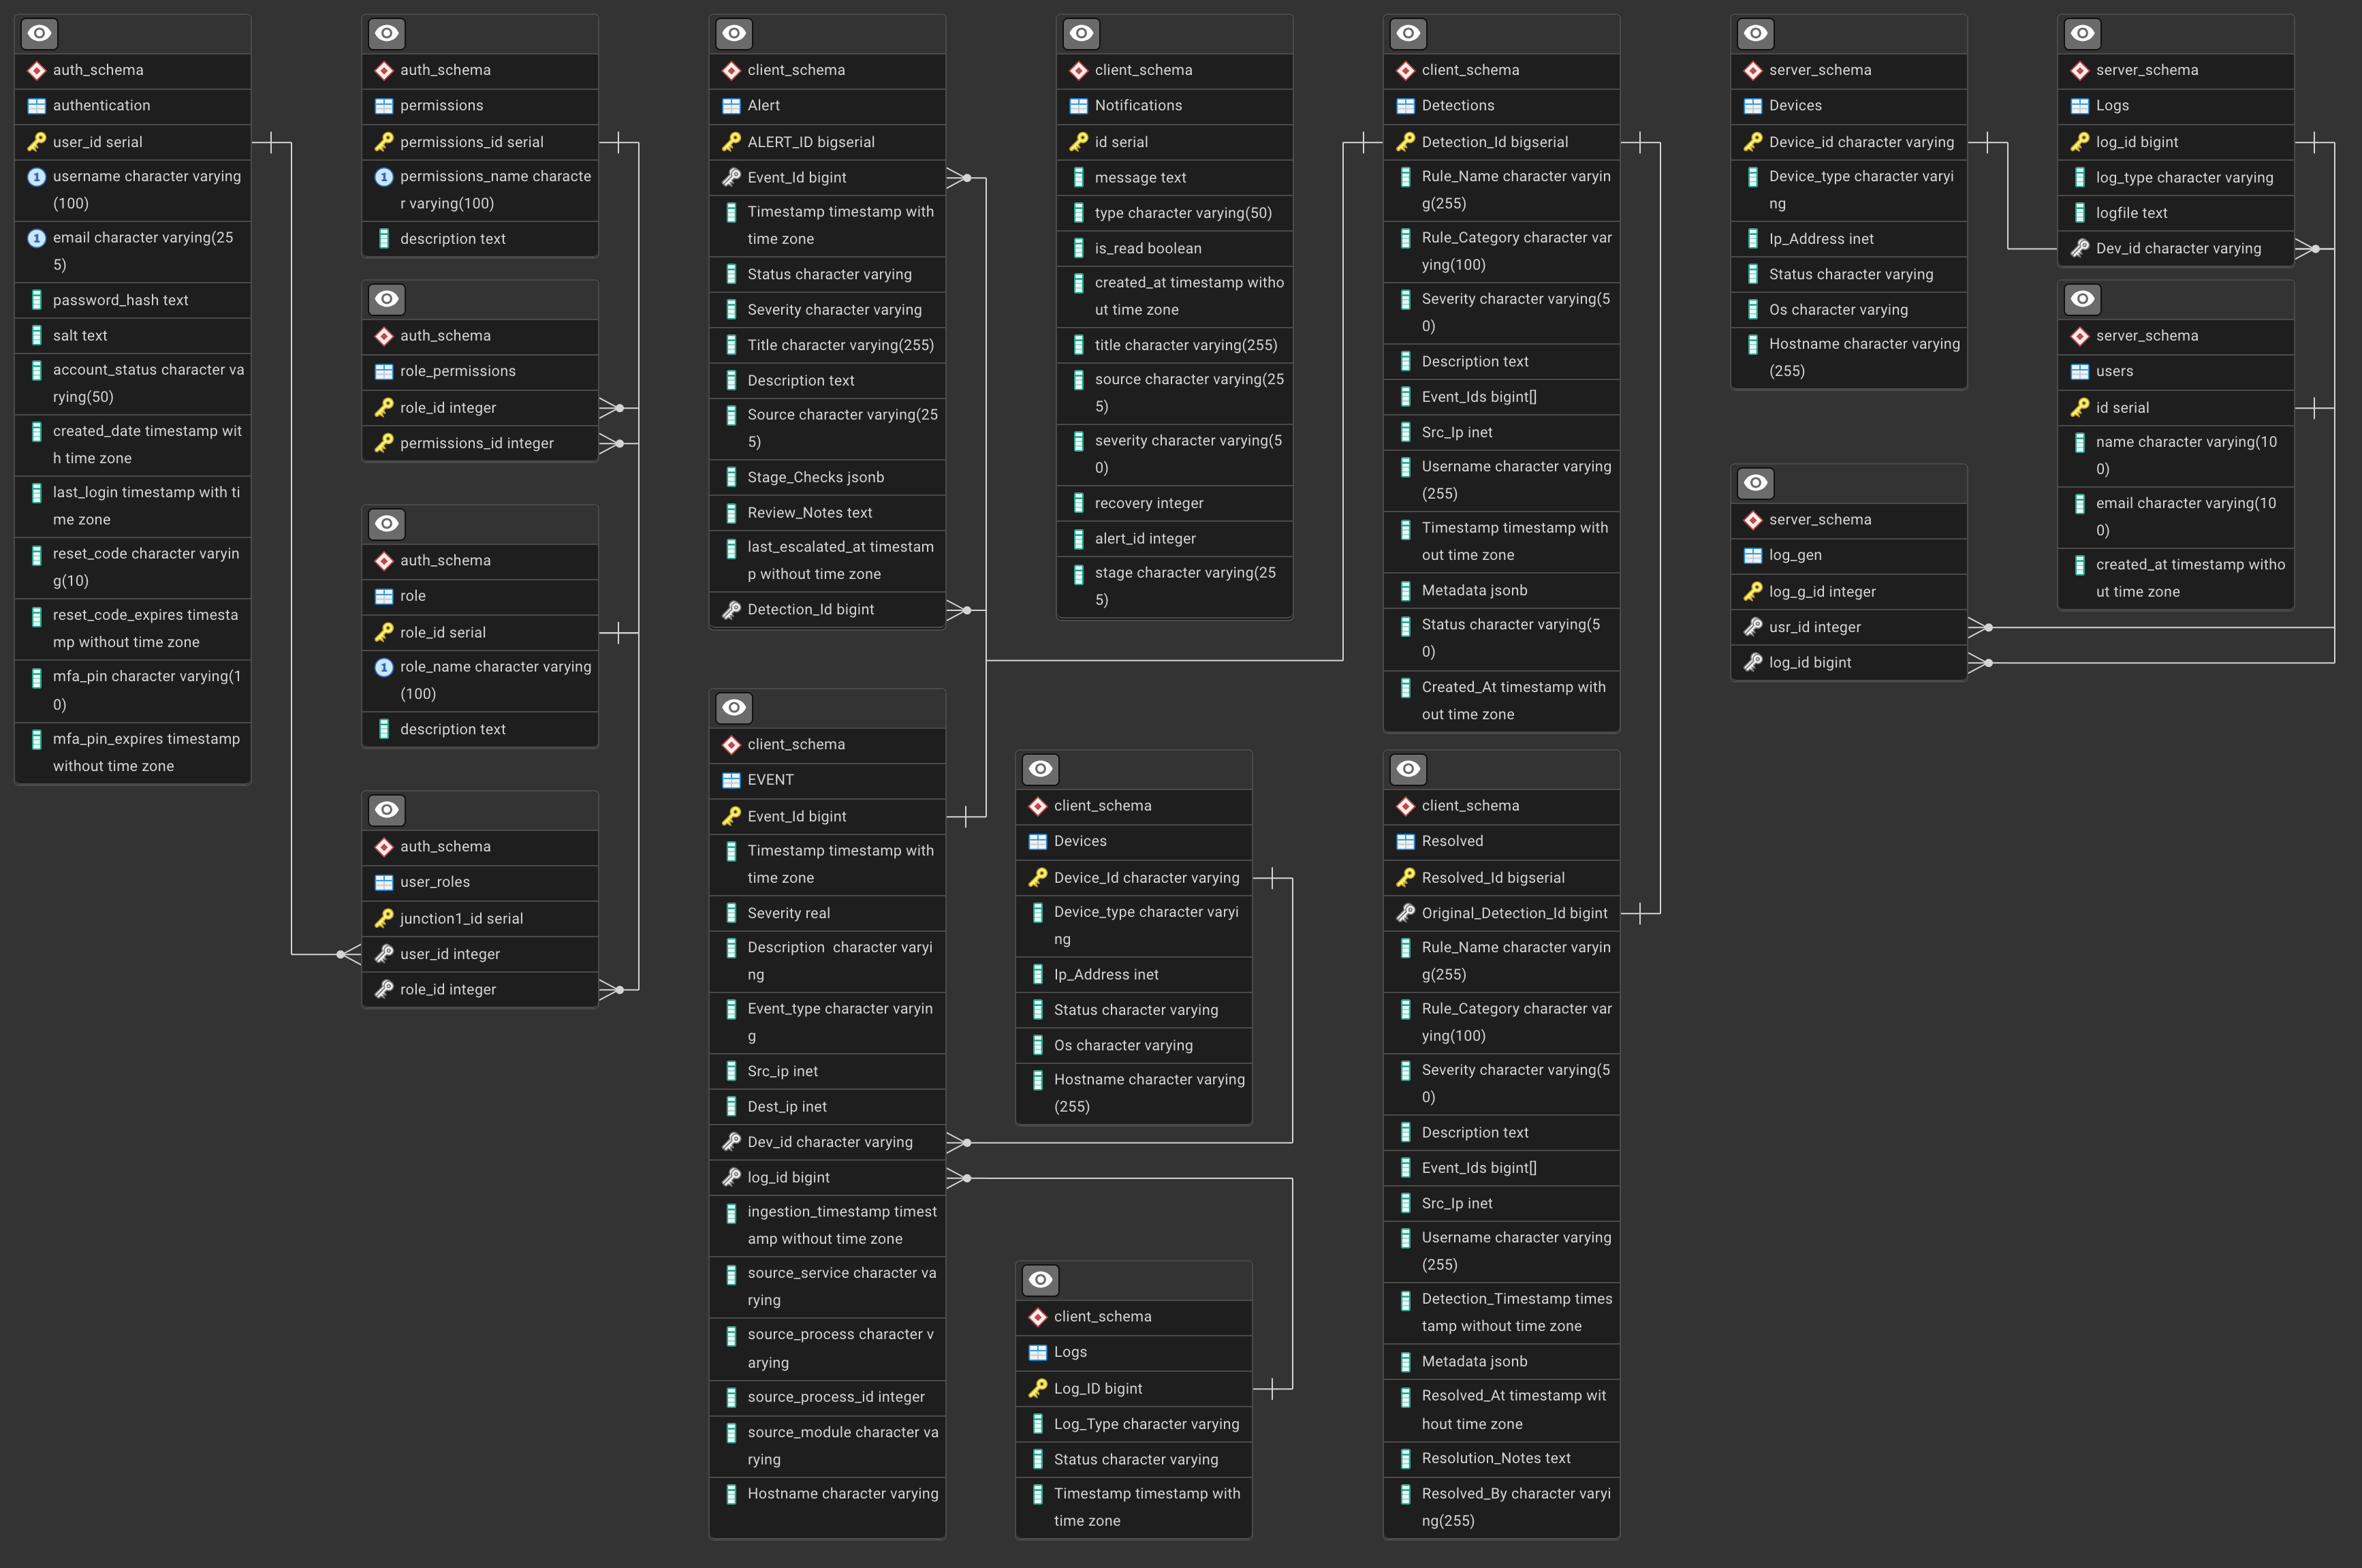 auth_schema
authentication
user_id serial
1 username character varying
(100)
1 email character varying(25
5)
password_hash text
salt text
account_status character va
rying(50)
created_date timestamp wit
h time zone
last_login timestamp with ti
me zone
reset_code character varyin
g(10)
reset_code_expires timesta
mp without time zone
mfa_pin character varying(1
0)
mfa_pin_expires timestamp
without time zone
auth_schema
permissions
permissions_id serial
1 permissions_name characte
r varying(100)
description text
auth_schema
role_permissions
role_id integer
permissions_id integer
auth_schema
role
role_id serial
1 role_name character varying
(100)
description text
auth_schema
user_roles
junction1_id serial
user_id integer
role_id integer
client_schema
Alert
ALERT_ID bigserial
Event_Id bigint
Timestamp timestamp with
time zone
Status character varying
Severity character varying
Title character varying(255)
Description text
Source character varying(25
5)
Stage_Checks jsonb
Review_Notes text
last_escalated_at timestam
p without time zone
Detection_Id bigint
client_schema
EVENT
Event_Id bigint
Timestamp timestamp with
time zone
Severity real
Description  character varyi
ng
Event_type character varyin
g
Src_ip inet
Dest_ip inet
Dev_id character varying
log_id bigint
ingestion_timestamp timest
amp without time zone
source_service character va
rying
source_process character v
arying
source_process_id integer
source_module character va
rying
Hostname character varying
client_schema
Notifications
id serial
message text
type character varying(50)
is_read boolean
created_at timestamp witho
ut time zone
title character varying(255)
source character varying(25
5)
severity character varying(5
0)
recovery integer
alert_id integer
stage character varying(25
5)
client_schema
Devices
Device_Id character varying
Device_type character varyi
ng
Ip_Address inet
Status character varying
Os character varying
Hostname character varying
(255)
client_schema
Logs
Log_ID bigint
Log_Type character varying
Status character varying
Timestamp timestamp with
time zone
client_schema
Detections
Detection_Id bigserial
Rule_Name character varyin
g(255)
Rule_Category character var
ying(100)
Severity character varying(5
0)
Description text
Event_Ids bigint[]
Src_Ip inet
Username character varying
(255)
Timestamp timestamp with
out time zone
Metadata jsonb
Status character varying(5
0)
Created_At timestamp with
out time zone
client_schema
Resolved
Resolved_Id bigserial
Original_Detection_Id bigint
Rule_Name character varyin
g(255)
Rule_Category character var
ying(100)
Severity character varying(5
0)
Description text
Event_Ids bigint[]
Src_Ip inet
Username character varying
(255)
Detection_Timestamp times
tamp without time zone
Metadata jsonb
Resolved_At timestamp wit
hout time zone
Resolution_Notes text
Resolved_By character varyi
ng(255)
server_schema
Devices
Device_id character varying
Device_type character varyi
ng
Ip_Address inet
Status character varying
Os character varying
Hostname character varying
(255)
server_schema
log_gen
log_g_id integer
usr_id integer
log_id bigint
server_schema
Logs
log_id bigint
log_type character varying
logfile text
Dev_id character varying
server_schema
users
id serial
name character varying(10
0)
email character varying(10
0)
created_at timestamp witho
ut time zone